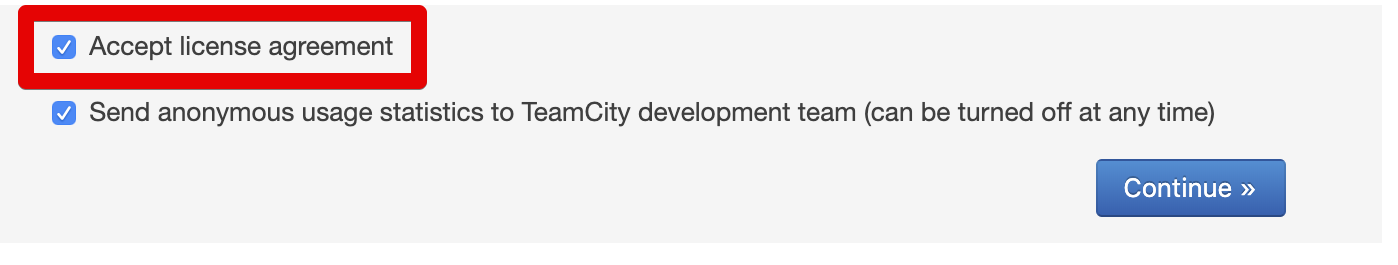 Accept license agreement
Send anonymous usage statistics to TeamCity development team (can be turned off at any time)
Continue »